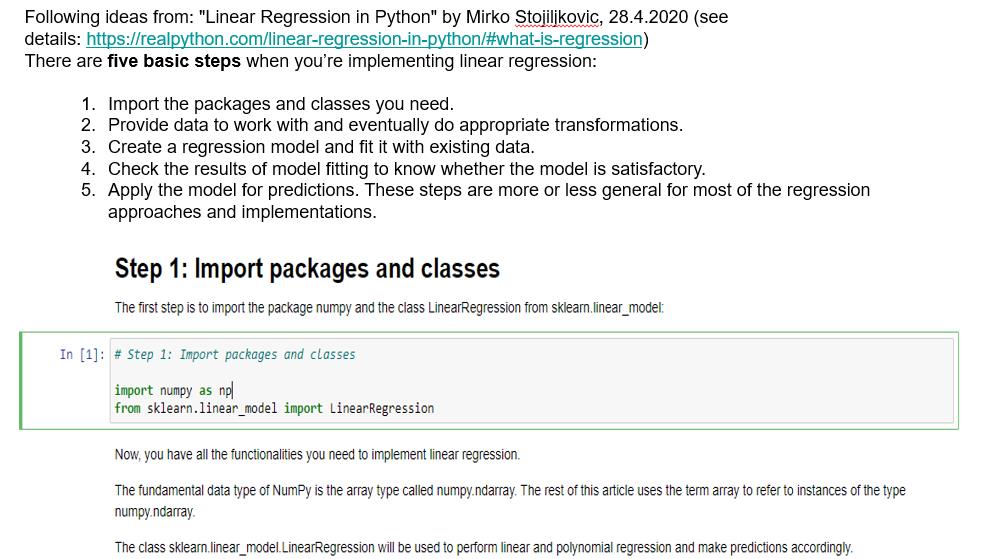 Following ideas from: "Linear Regression in Python" by Mirko Stojiljkovic, 28.4.2020 (see
details: https://realpython.com/linear-regression-in-python/#what-is-regression)
There are five basic steps when you’re implementing linear regression:
1. Import the packages and classes you need.
2. Provide data to work with and eventually do appropriate transformations.
3. Create a regression model and fit it with existing data.
4. Check the results of model fitting to know whether the model is satisfactory.
5. Apply the model for predictions. These steps are more or less general for most of the regression
approaches and implementations.
Step 1: Import packages and classes
The first step is to import the package numpy and the class LinearRegression from sklearn.linear_model:
In [1]: # Step 1: Import packages and classes
import numpy as np
from sklearn.linear_model import LinearRegression
Now, you have all the functionalities you need to implement linear regression.
The fundamental data type of NumPy is the array type called numpy.ndarray. The rest of this article uses the term array to refer to instances of the type
numpy.ndarray.
The class sklearn.linear_model.LinearRegression will be used to perform linear and polynomial regression and make predictions accordingly.